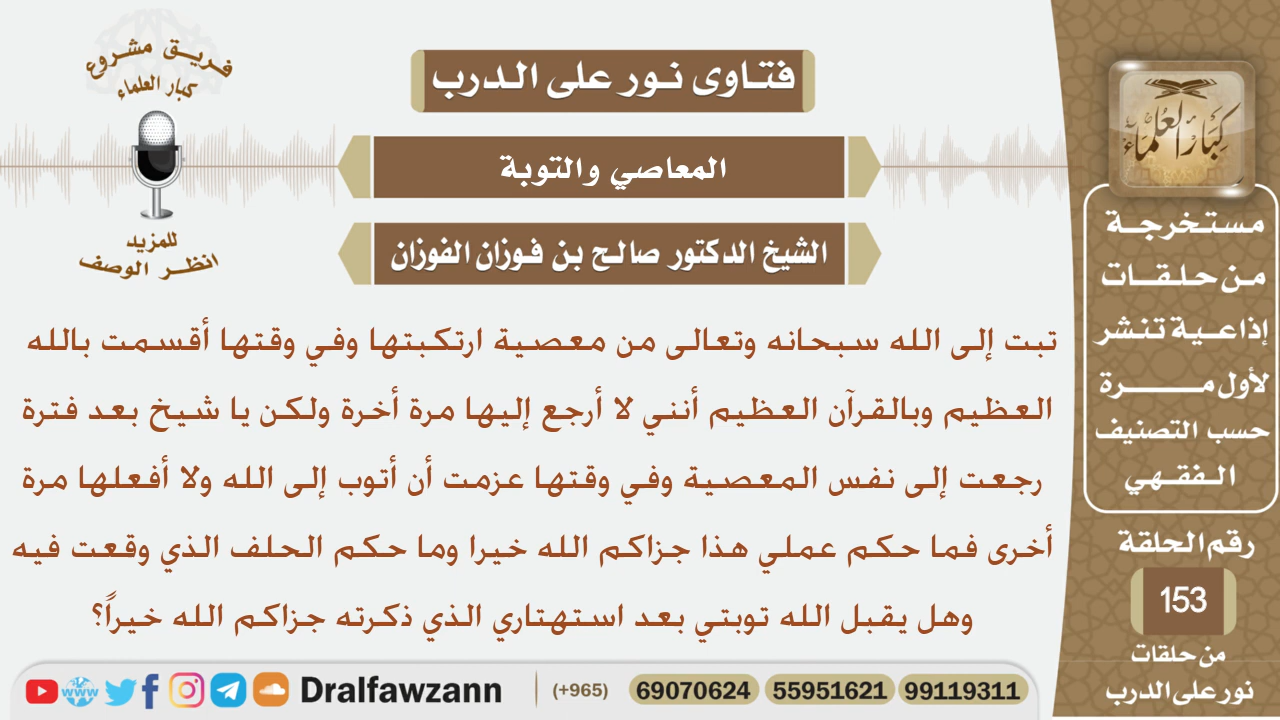 فريق مشروع
كبار العلماء
للمزيد
انظر الوصف
فتاوى نور على الدرب
المعاصي والتوبة
الشيخ الدكتور صالح بن فوزان الفوزان
تبت إلى الله سبحانه وتعالى من معصية ارتكبتها وفي وقتها أقسمت بالله
العظيم وبالقرآن العظيم أنني لا أرجع إليها مرة أخرة ولكن يا شيخ بعد فترة
رجعت إلى نفس المعصية وفي وقتها عزمت أن أتوب إلى الله ولا أفعلها مرة
أخرى فما حكم عملي هذا جزاكم الله خيرا وما حكم الحلف الذي وقعت فيه
وهل يقبل الله توبتي بعد استهتاري الذي ذكرته جزاكم الله خيراً؟
كبار العلماء
مستخرجة
من حلقات
إذاعية تنشر
لأول مرة
حسب التصنيف
الفقهي
رقم الحلقة
153
من حلقات
نور على الدرب
www Dralfawzann (+965) 69070624 55951621 99119311